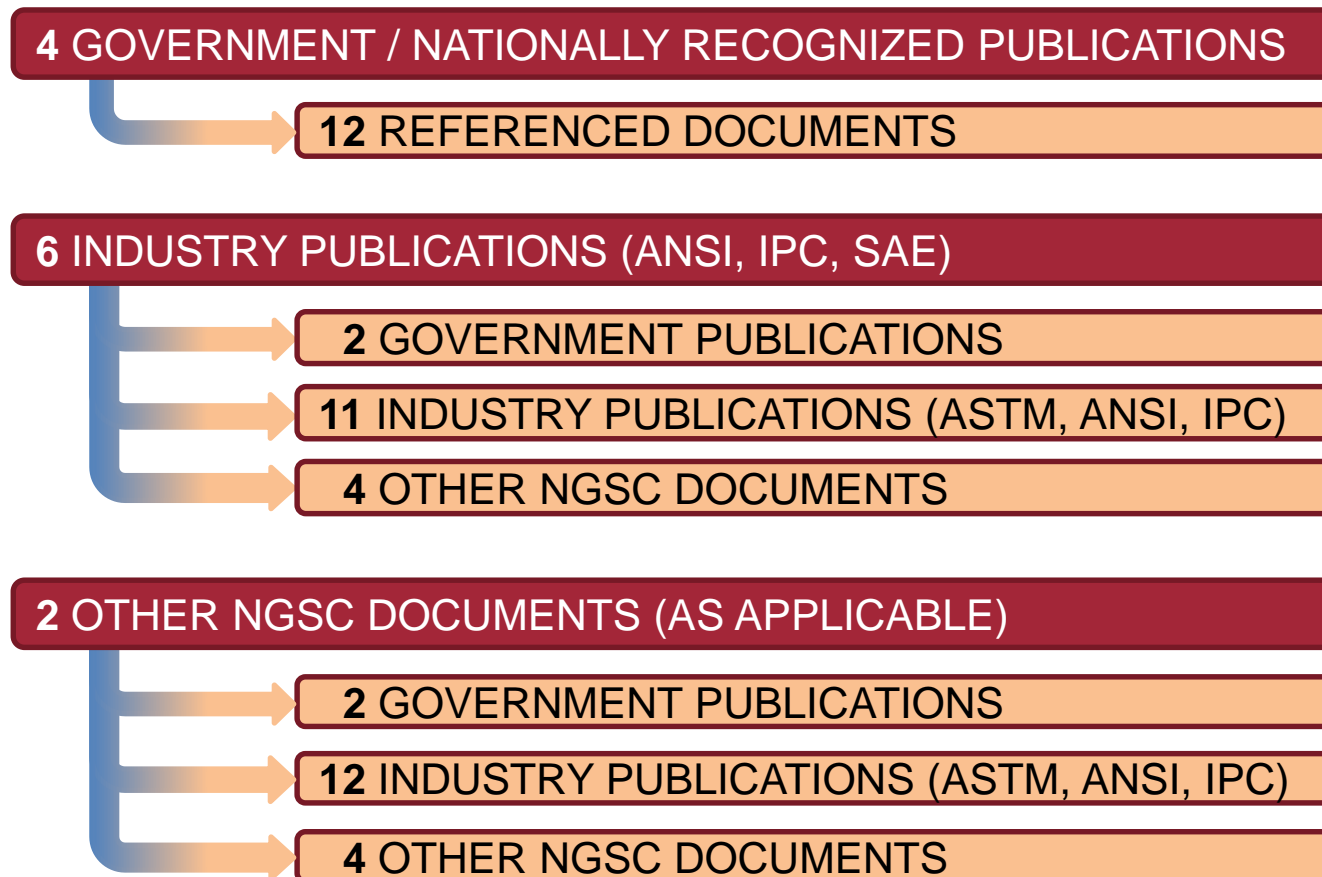 4 GOVERNMENT / NATIONALLY RECOGNIZED PUBLICATIONS
12 REFERENCED DOCUMENTS
6 INDUSTRY PUBLICATIONS (ANSI, IPC, SAE)
2 GOVERNMENT PUBLICATIONS
11 INDUSTRY PUBLICATIONS (ASTM, ANSI, IPC)
4 OTHER NGSC DOCUMENTS
2 OTHER NGSC DOCUMENTS (AS APPLICABLE)
2 GOVERNMENT PUBLICATIONS
12 INDUSTRY PUBLICATIONS (ASTM, ANSI, IPC)
4 OTHER NGSC DOCUMENTS